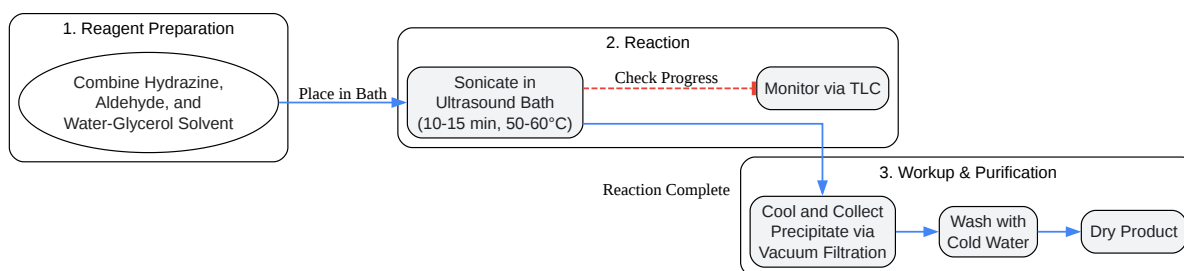 1. Reagent Preparation
Combine Hydrazine,
Aldehyde, and
Water-Glycerol Solvent
Place in Bath
2. Reaction
Sonicate in
Ultrasound Bath
(10-15 min, 50-60°C)
Check Progress
Monitor via TLC
Reaction Complete
3. Workup & Purification
Cool and Collect
Precipitate via
Vacuum Filtration
Wash with
Cold Water
Dry Product